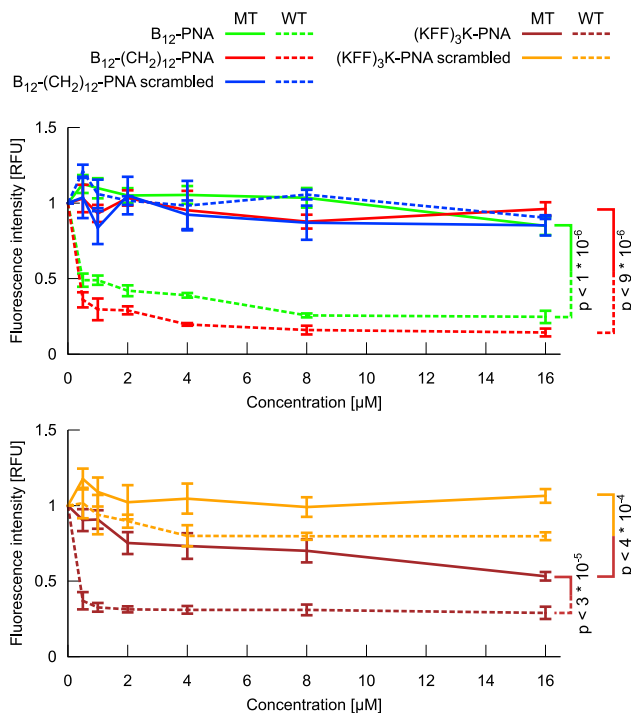 MT WT MT WT
B12-PNA (KFF)3K-PNA
B12-(CH2)12-PNA (KFF)3K-PNA scrambled
B12-(CH2)12-PNA scrambled
Fluorescence intensity [RFU]
1.5
1
0.5
0
0 2 4 6 8 10 12 14 16
Concentration [µM]
p < 1 * 10-6
p < 9 * 10-6
Fluorescence intensity [RFU]
1.5
1
0.5
0
0 2 4 6 8 10 12 14 16
Concentration [µM]
p < 3 * 10-5
p < 4 * 10-4